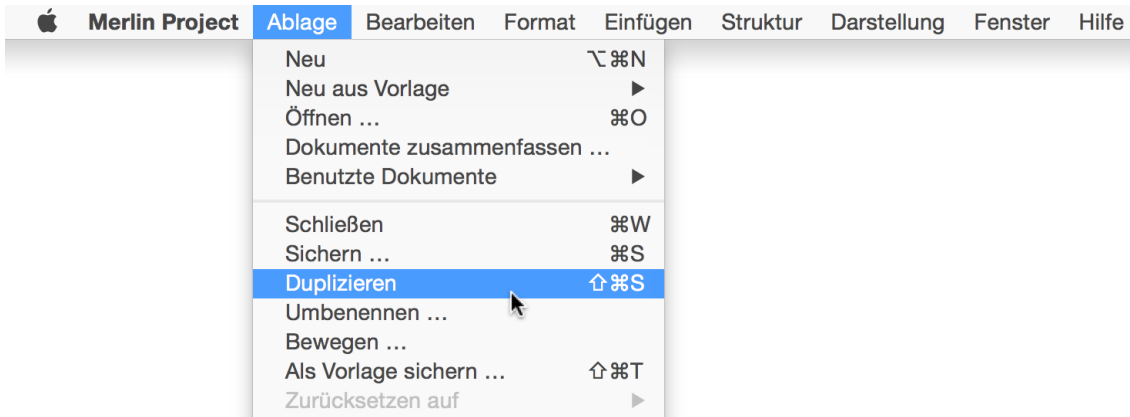 Merlin Project Ablage Bearbeiten Format Einfügen Struktur Darstellung Fenster Hilfe
Neu ⌥⌘N
Neu aus Vorlage ▶
Öffnen … ⌘O
Dokumente zusammenfassen …
Benutzte Dokumente ▶
Schließen ⌘W
Sichern … ⌘S
Duplizieren ⇧⌘S
Umbenennen …
Bewegen …
Als Vorlage sichern … ⇧⌘T
Zurücksetzen auf ▶